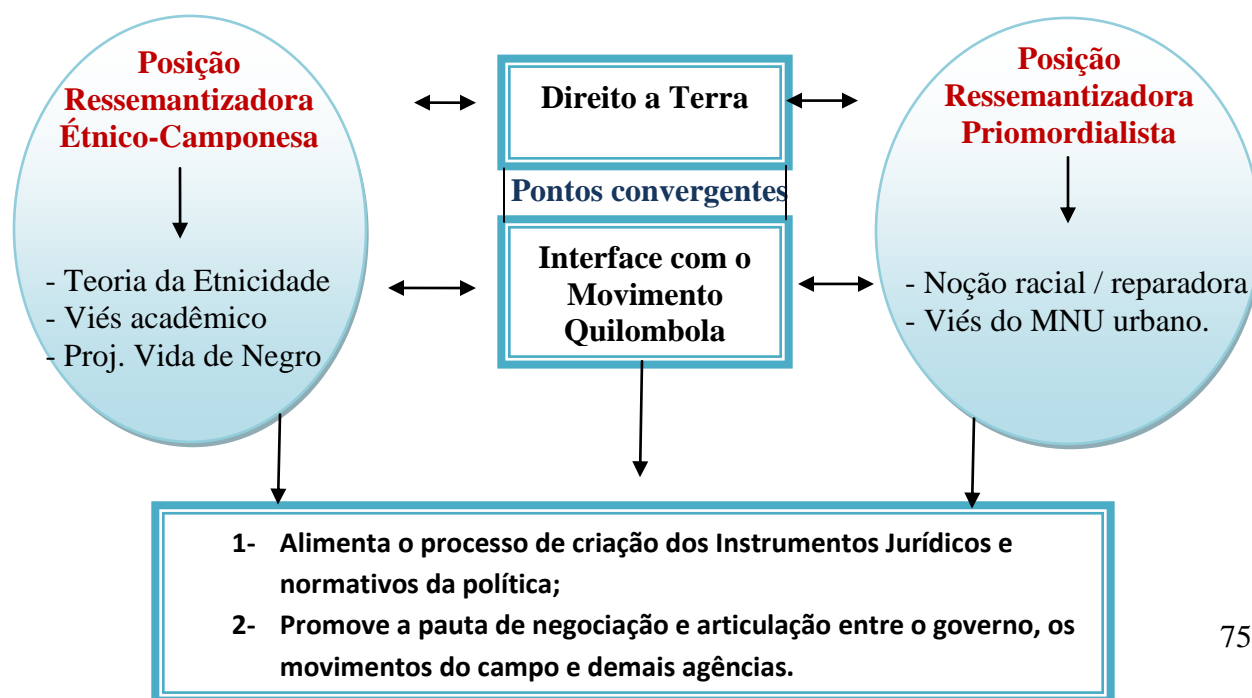 Posição
Ressemantizadora
Étnico-Camponesa
- Teoria da Etnicidade
- Viés acadêmico
- Proj. Vida de Negro
Direito a Terra
Pontos convergentes
Interface com o
Movimento
Quilombola
Posição
Ressemantizadora
Priomordialista
- Noção racial / reparadora
- Viés do MNU urbano.
1- Alimenta o processo de criação dos Instrumentos Jurídicos e
normativos da política;
2- Promove a pauta de negociação e articulação entre o governo, os
movimentos do campo e demais agências.
75